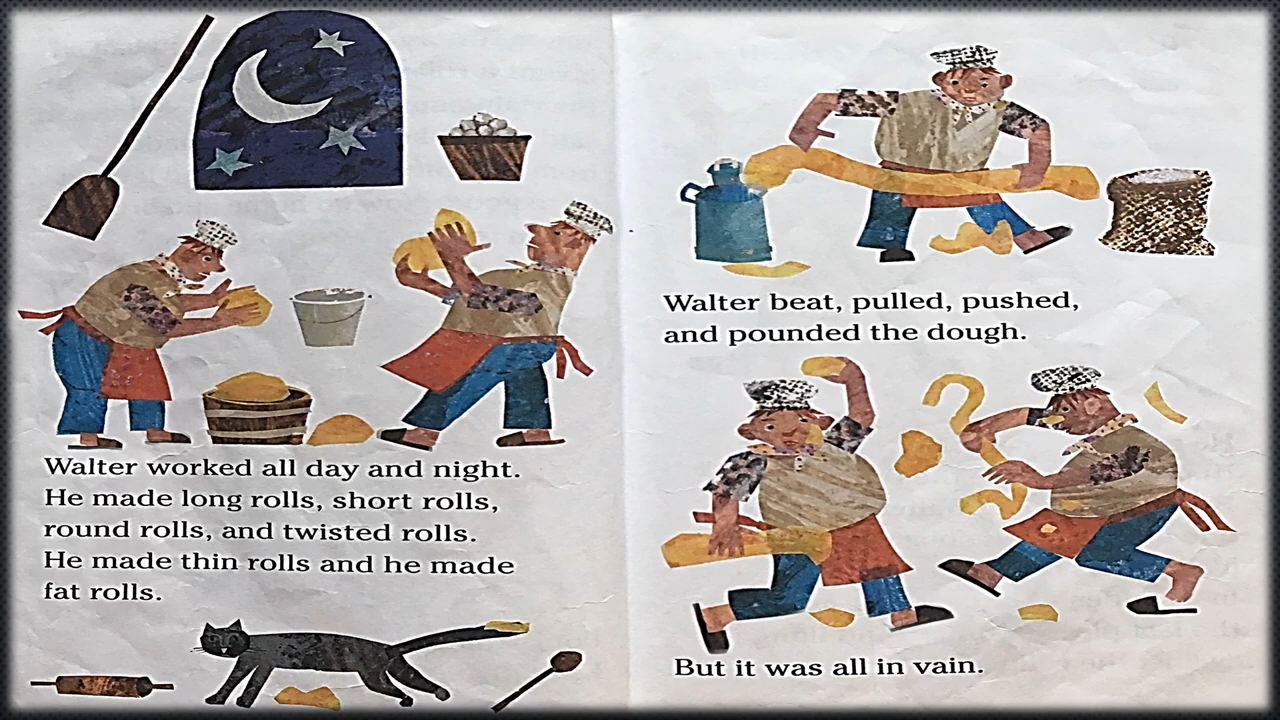 Walter worked all day and night.
He made long rolls, short rolls,
round rolls, and twisted rolls.
He made thin rolls and he made
fat rolls.
Walter beat, pulled, pushed,
and pounded the dough.
But it was all in vain.